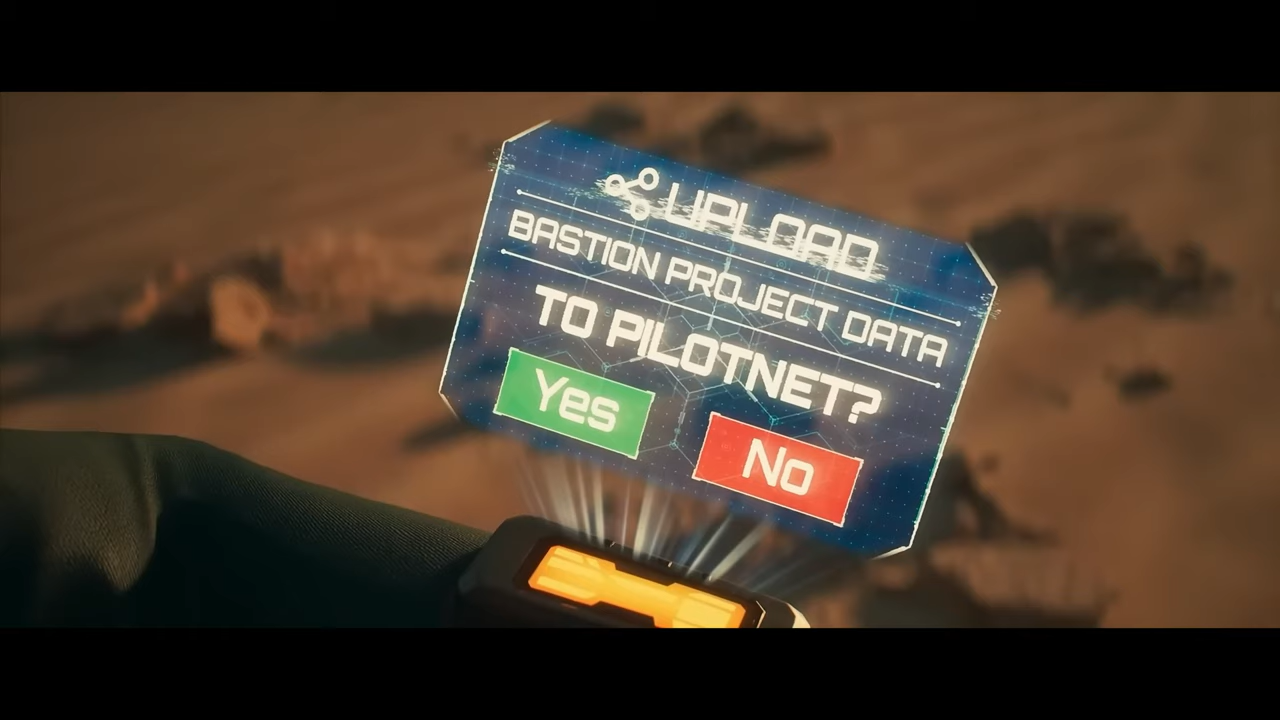 UPLOAD
BASTION PROJECT DATA
TO PILOTNET?
Yes
No